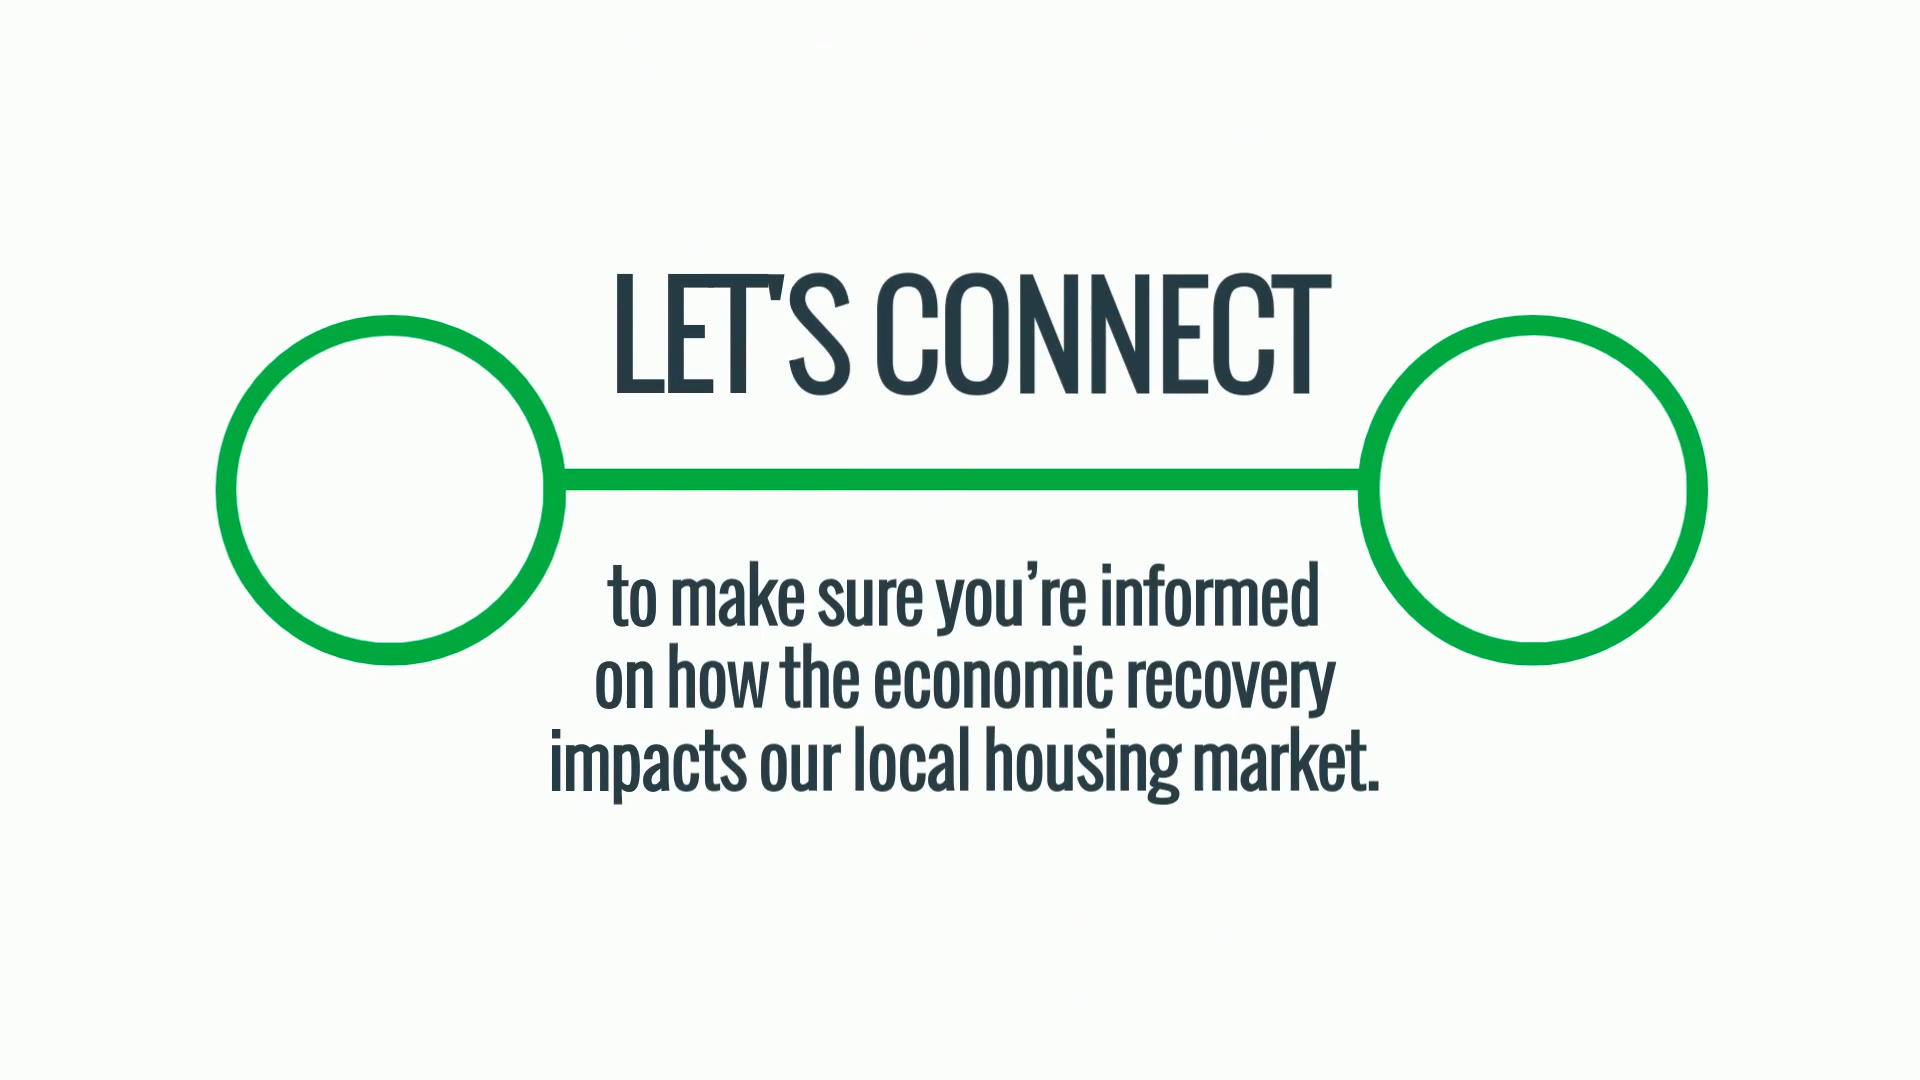 LET'S CONNECT
to make sure you’re informed
on how the economic recovery
impacts our local housing market.